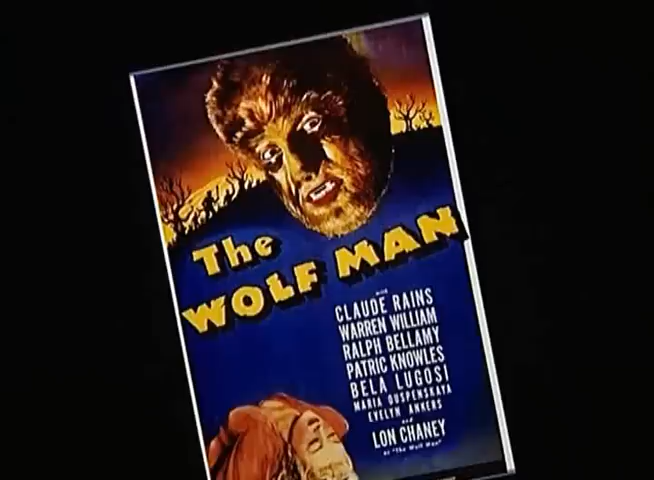 The
WOLF MAN
with
CLAUDE RAINS
WARREN WILLIAM
RALPH BELLAMY
PATRIC KNOWLES
BELA LUGOSI
MARIA OUSPENSKAYA
EVELYN ANKERS
and
LON CHANEY
as "The Wolf Man"